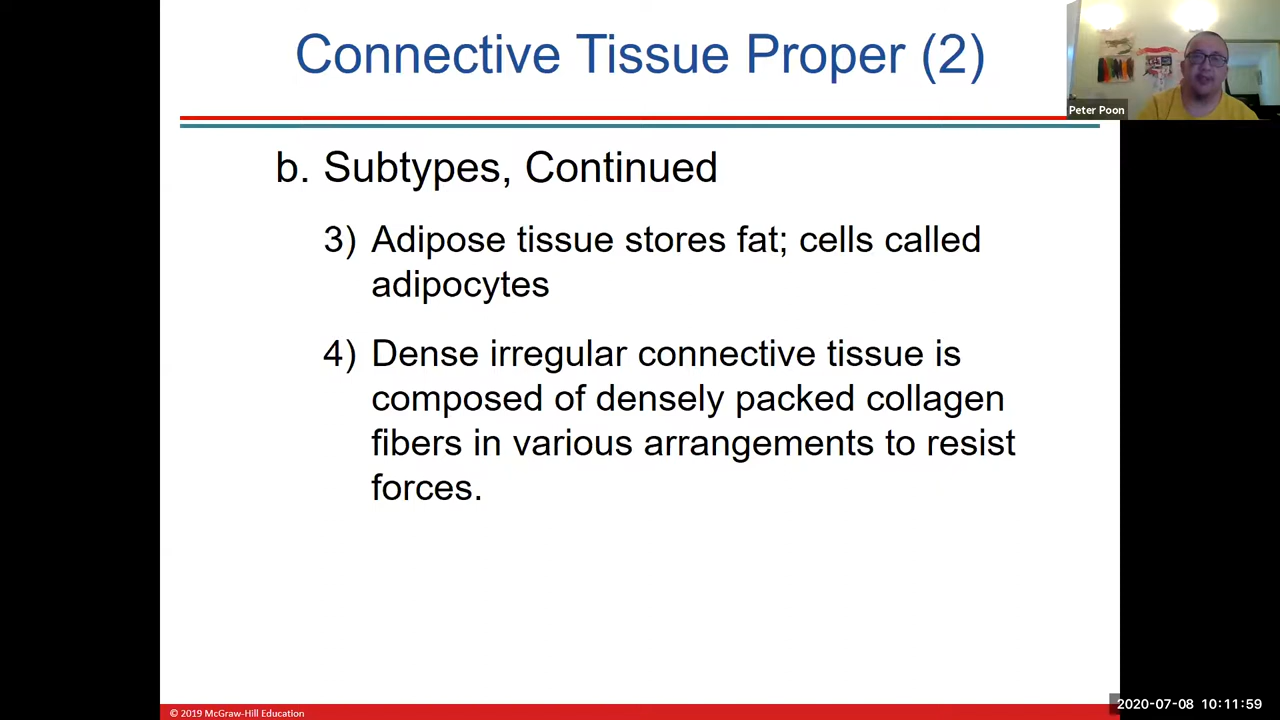 Connective Tissue Proper (2)
Peter Poon
b. Subtypes, Continued
3) Adipose tissue stores fat; cells called
adipocytes
4) Dense irregular connective tissue is
composed of densely packed collagen
fibers in various arrangements to resist
forces.
© 2019 McGraw-Hill Education
2020-07-08 10:11:59